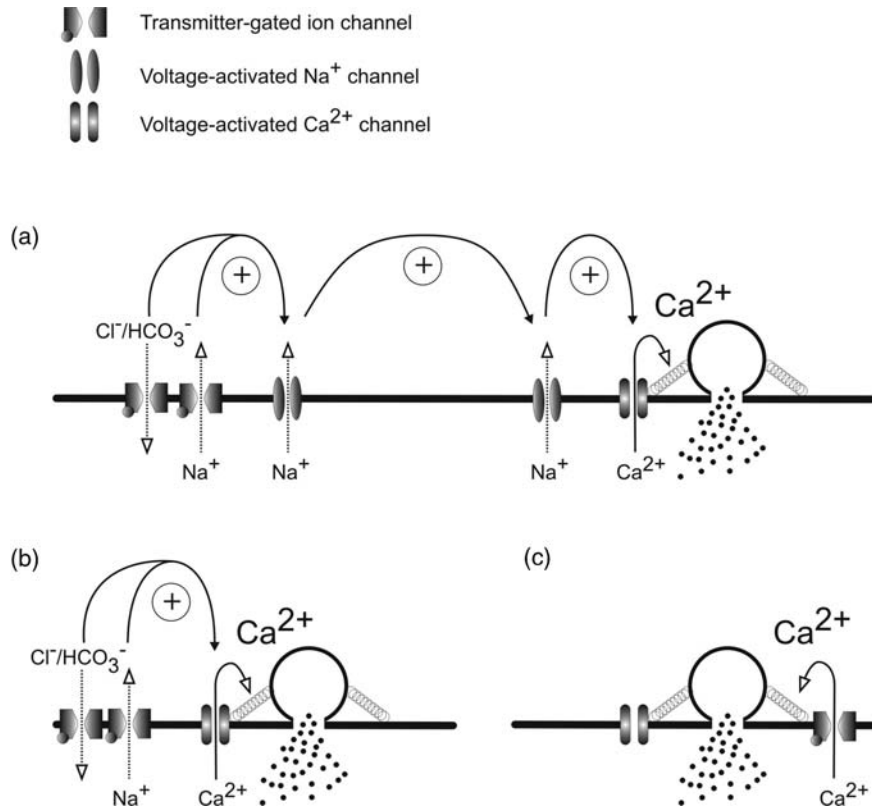 Transmitter-gated ion channel
Voltage-activated Na⁺ channel
Voltage-activated Ca²⁺ channel
(a)
+
+
+
Ca²⁺
Cl⁻/HCO₃⁻
Na⁺
Na⁺
Na⁺
Ca²⁺
(b)
(c)
+
Ca²⁺
Ca²⁺
Cl⁻/HCO₃⁻
Na⁺
Ca²⁺
Ca²⁺